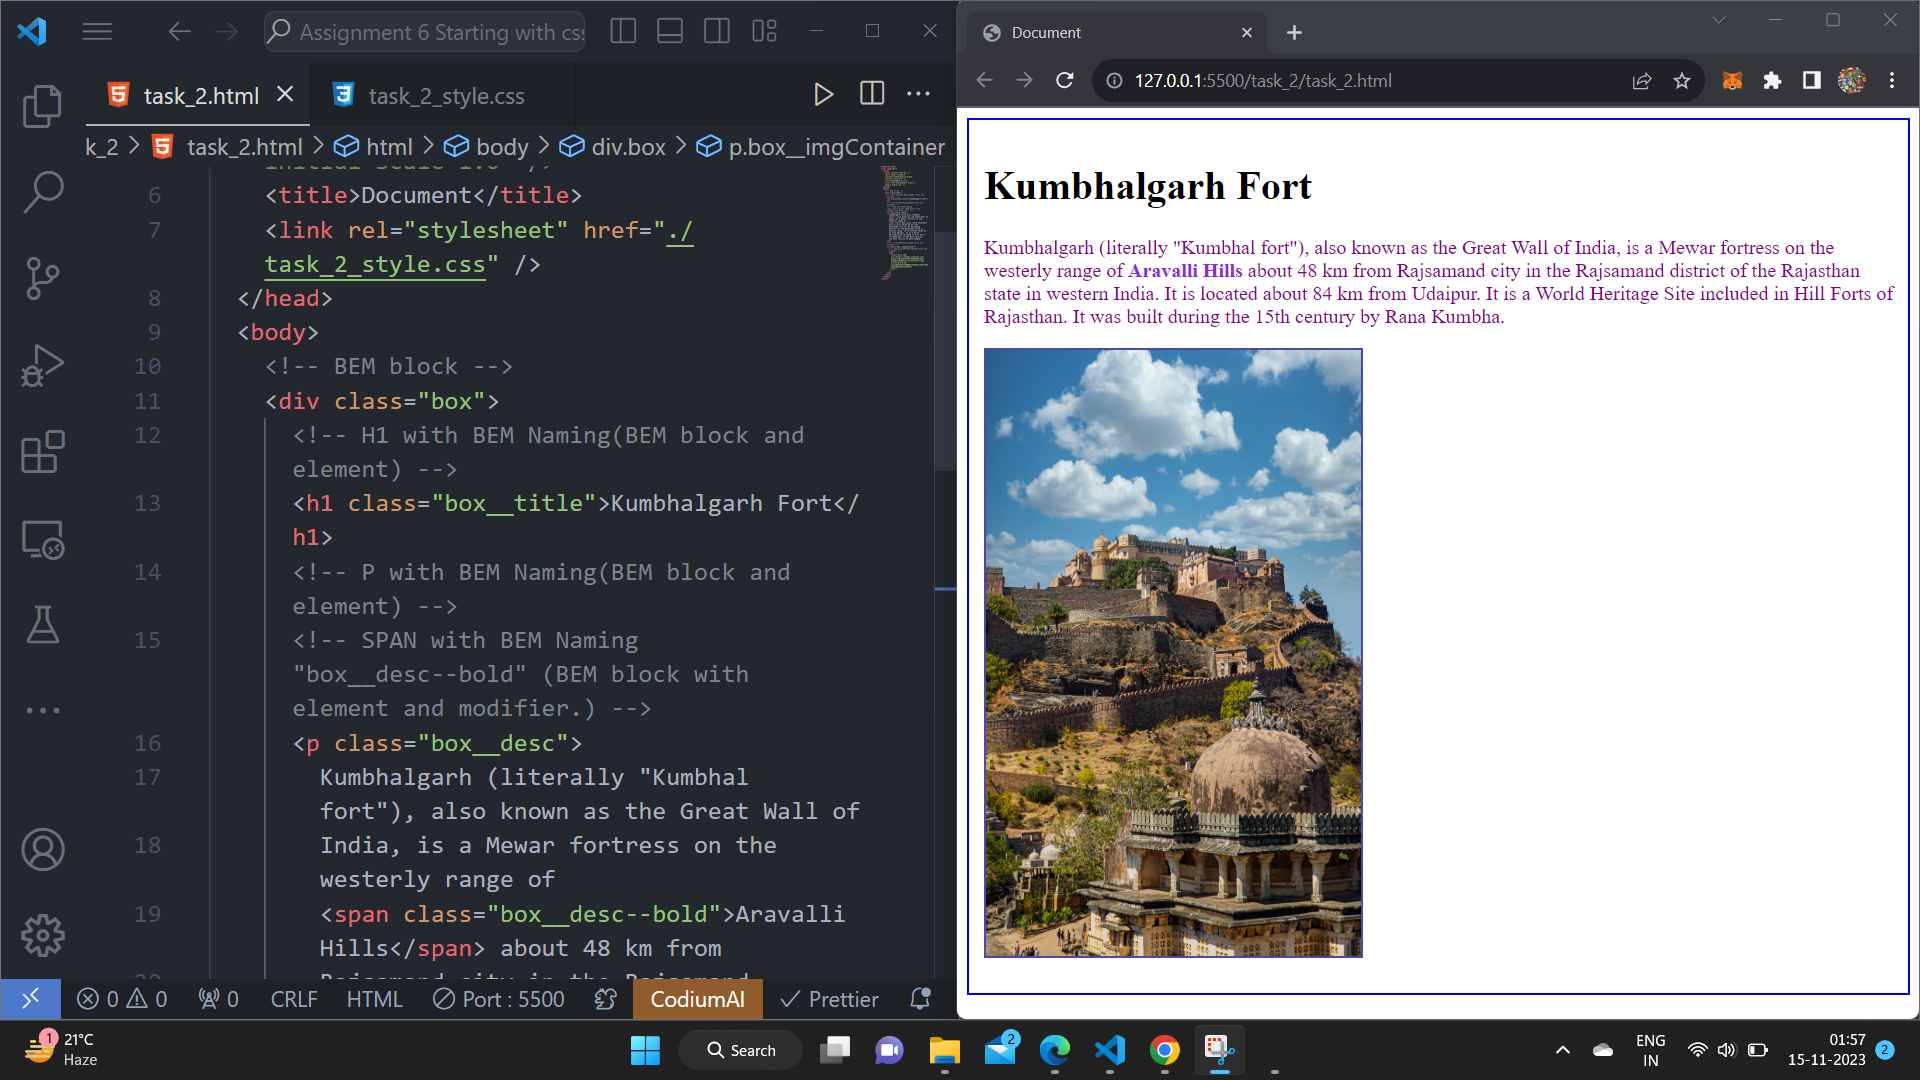 Assignment 6 Starting with css
task_2.html
task_2_style.css
k_2 > task_2.html > html > body > div.box > p.box__imgContainer
6 <title>Document</title>
7 <link rel="stylesheet" href="./
task_2_style.css" />
8 </head>
9 <body>
10 <!-- BEM block -->
11 <div class="box">
12 <!-- H1 with BEM Naming(BEM block and
element) -->
13 <h1 class="box__title">Kumbhalgarh Fort</
h1>
14 <!-- P with BEM Naming(BEM block and
element) -->
15 <!-- SPAN with BEM Naming
"box__desc--bold" (BEM block with
element and modifier.) -->
16 <p class="box__desc">
17 Kumbhalgarh (literally "Kumbhal
fort"), also known as the Great Wall of
18 India, is a Mewar fortress on the
westerly range of
19 <span class="box__desc--bold">Aravalli
Hills</span> about 48 km from
0 0 0 CRLF HTML Port : 5500 CodiumAI Prettier
Document
127.0.0.1:5500/task_2/task_2.html
Kumbhalgarh Fort
Kumbhalgarh (literally "Kumbhal fort"), also known as the Great Wall of India, is a Mewar fortress on the
westerly range of Aravalli Hills about 48 km from Rajsamand city in the Rajsamand district of the Rajasthan
state in western India. It is located about 84 km from Udaipur. It is a World Heritage Site included in Hill Forts of
Rajasthan. It was built during the 15th century by Rana Kumbha.
1
21°C
Haze
Search
2
ENG
IN
01:57
15-11-2023
2